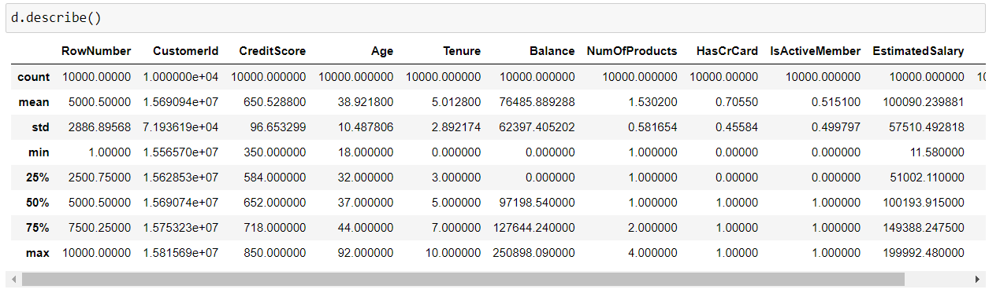 d.describe()
RowNumber CustomerId CreditScore Age Tenure Balance NumOfProducts HasCrCard IsActiveMember EstimatedSalary
count 10000.00000 1.000000e+04 10000.000000 10000.000000 10000.000000 10000.000000 10000.000000 10000.00000 10000.000000 10000.000000
mean 5000.50000 1.569094e+07 650.528800 38.921800 5.012800 76485.889288 1.530200 0.70550 0.515100 100090.239881
std 2886.89568 7.193619e+04 96.653299 10.487806 2.892174 62397.405202 0.581654 0.45584 0.499797 57510.492818
min 1.00000 1.556570e+07 350.000000 18.000000 0.000000 0.000000 1.000000 0.00000 0.000000 11.580000
25% 2500.75000 1.562853e+07 584.000000 32.000000 3.000000 0.000000 1.000000 0.00000 0.000000 51002.110000
50% 5000.50000 1.569074e+07 652.000000 37.000000 5.000000 97198.540000 1.000000 1.00000 1.000000 100193.915000
75% 7500.25000 1.575323e+07 718.000000 44.000000 7.000000 127644.240000 2.000000 1.00000 1.000000 149388.247500
max 10000.00000 1.581569e+07 850.000000 92.000000 10.000000 250898.090000 4.000000 1.00000 1.000000 199992.480000